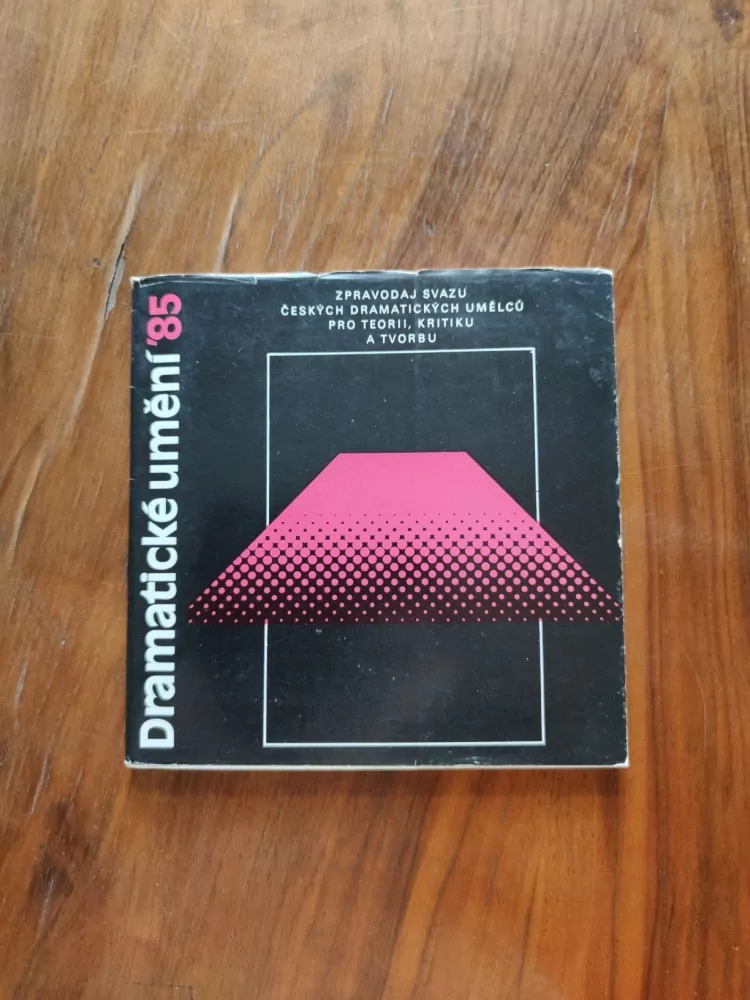 Dramatické umění '85
ZPRAVODAJ SVAZU
ČESKÝCH DRAMATICKÝCH UMĚLCŮ
PRO TEORII, KRITIKU
A TVORBU